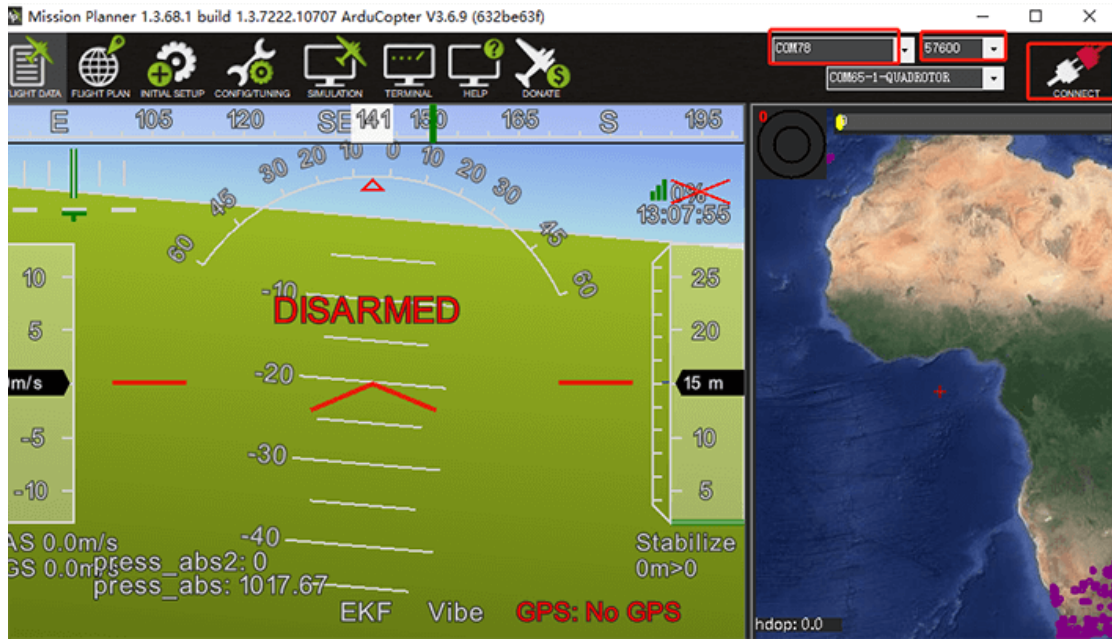 Mission Planner 1.3.68.1 build 1.3.7222.10707 ArduCopter V3.6.9 (632be63f)
COM78 57600
COM65-1-QUADROTOR
FLIGHT DATA FLIGHT PLAN INITIAL SETUP CONFIG/TUNING SIMULATION TERMINAL HELP DONATE CONNECT
E 105 120 SE 141 150 165 S 195
0
60 45 30 20 10 0 10 20 30 45 60
0%
13:07:55
10 -10 25
DISARMED
5 20
m/s -20 15 m
-5 10
-30
-10 5
-40
AS 0.0m/s Stabilize
GS 0.0m/s 0m>0
press_abs2: 0
press_abs: 1017.67
EKF Vibe GPS: No GPS
hdop: 0.0